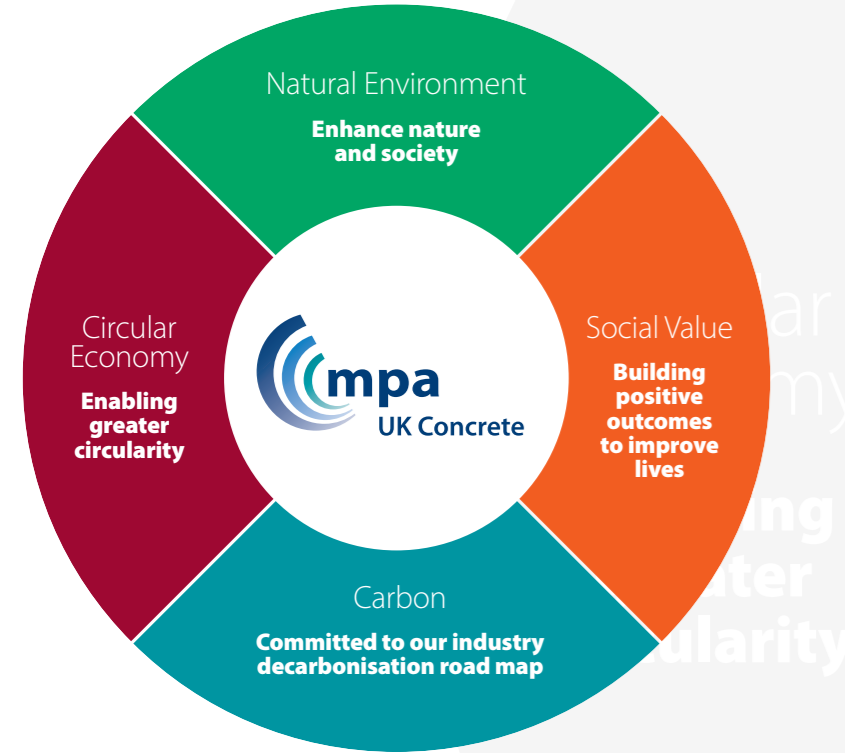 Natural Environment
Enhance nature
and society
Circular
Economy
Enabling
greater
circularity
mpa
UK Concrete
Social Value
Building
positive
outcomes
to improve
lives
Carbon
Committed to our industry
decarbonisation road map